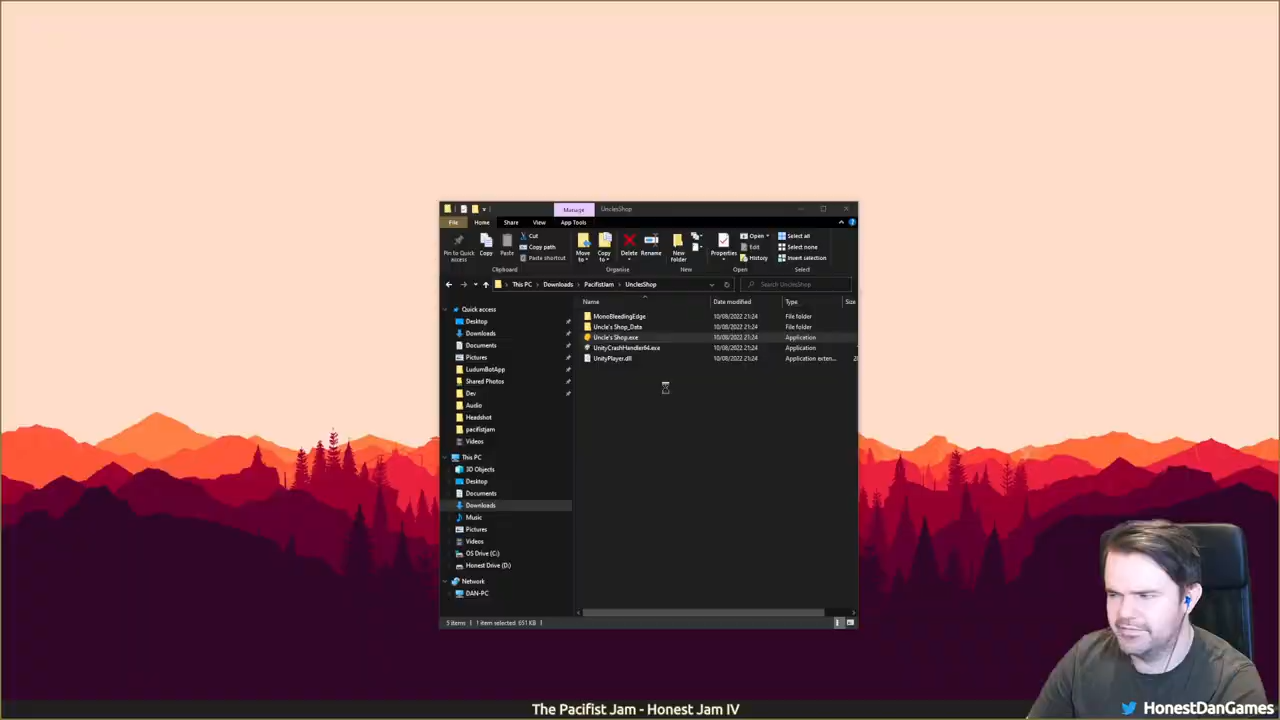 Manage
UnclesShop
File
Home
Share
View
App Tools
Pin to Quick access
Copy
Paste
Cut
Copy path
Paste shortcut
Move to
Copy to
Delete
Rename
New folder
Properties
Open
Edit
History
Select all
Select none
Invert selection
Clipboard
Organise
New
Open
Select
This PC
Downloads
PacifistJam
UnclesShop
Search UnclesShop
Name
Date modified
Type
Size
MonoBleedingEdge
10/08/2022 21:24
File folder
Uncle's Shop_Data
10/08/2022 21:24
File folder
Uncle's Shop.exe
10/08/2022 21:24
Application
UnityCrashHandler64.exe
10/08/2022 21:24
Application
UnityPlayer.dll
10/08/2022 21:24
Application exten...
Quick access
Desktop
Downloads
Documents
Pictures
LudumBotApp
Shared Photos
Dev
Audio
Headshot
pacifistjam
Videos
This PC
3D Objects
Desktop
Documents
Downloads
Music
Pictures
Videos
OS Drive (C:)
Honest Drive (D:)
Network
DAN-PC
5 items
1 item selected 651 KB
The Pacifist Jam - Honest Jam IV
HonestDanGames